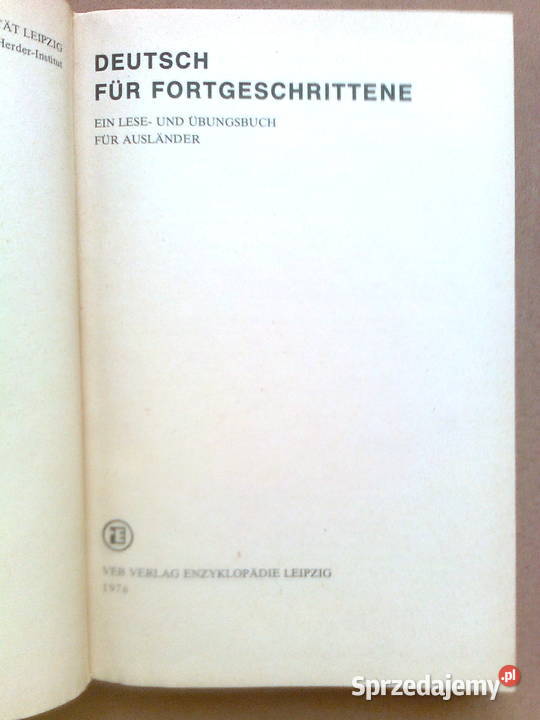 TÄT LEIPZIG
Herder-Institut
DEUTSCH
FÜR FORTGESCHRITTENE
EIN LESE- UND ÜBUNGSBUCH
FÜR AUSLÄNDER
VEB VERLAG ENZYKLOPÄDIE LEIPZIG
1976
Sprzedajemy.pl